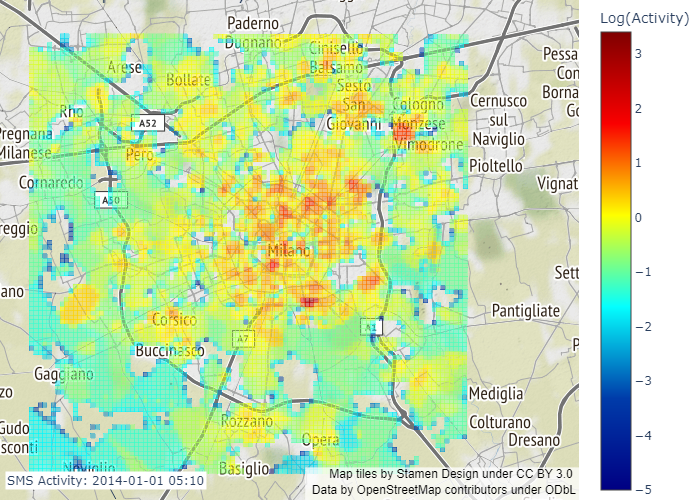 Log(Activity)
Paderno
Dugnano
Cinisello
Balsamo
Arese
Bollate
Sesto
San
Giovanni
Pessa
Con
Borna
Go
Rho
A52
Cologno
Monzese
Vimodrone
Cernusco
sul
Naviglio
Pregnana
Milanese
Pero
Pioltello
Cornaredo
Vignat
A50
reggio
Milano
Sett
ano
Pantigliate
Corsico
A7
A1
Buccinasco
P
Gaggiano
zo
Mediglia
Rozzano
Colturano
Gudo
sconti
Opera
Dresano
Noviglio
Basiglio
SMS Activity: 2014-01-01 05:10
Map tiles by Stamen Design under CC BY 3.0
Data by OpenStreetMap contributors under ODbL
3
2
1
0
−1
−2
−3
−4
−5